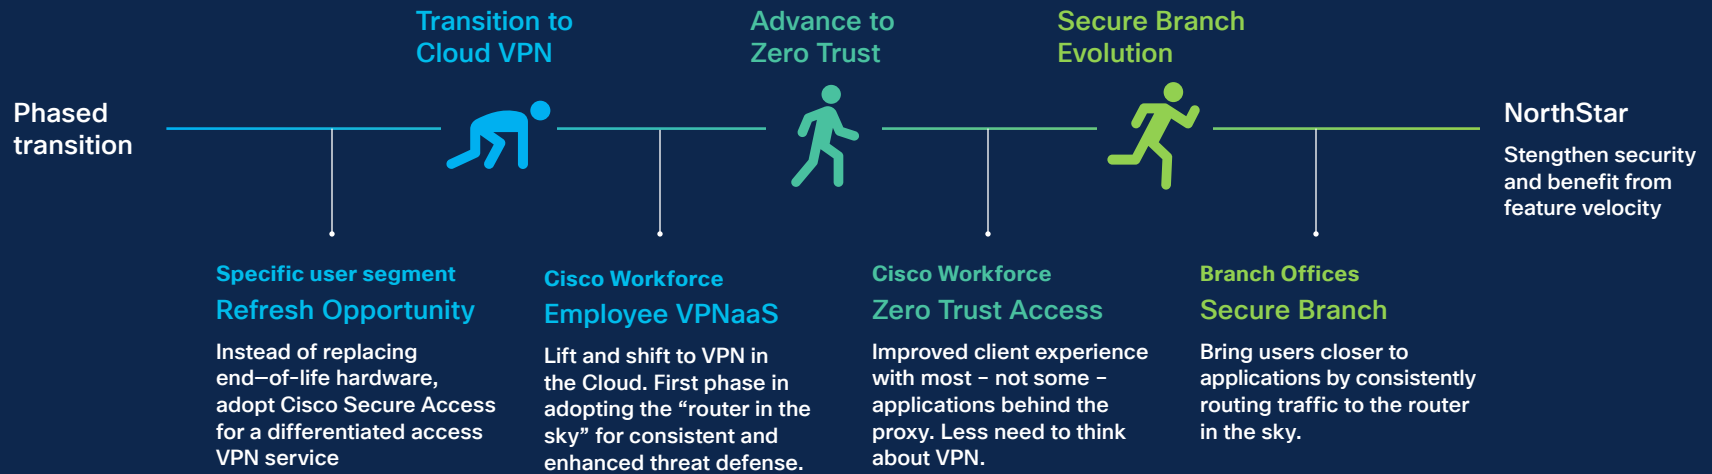 Transition to
Cloud VPN
Advance to
Zero Trust
Secure Branch
Evolution
Phased
transition
NorthStar
Stengthen security
and benefit from
feature velocity
Specific user segment
Refresh Opportunity
Instead of replacing
end–of-life hardware,
adopt Cisco Secure Access
for a differentiated access
VPN service
Cisco Workforce
Employee VPNaaS
Lift and shift to VPN in
the Cloud. First phase in
adopting the “router in the
sky” for consistent and
enhanced threat defense.
Cisco Workforce
Zero Trust Access
Improved client experience
with most – not some –
applications behind the
proxy. Less need to think
about VPN.
Branch Offices
Secure Branch
Bring users closer to
applications by consistently
routing traffic to the router
in the sky.